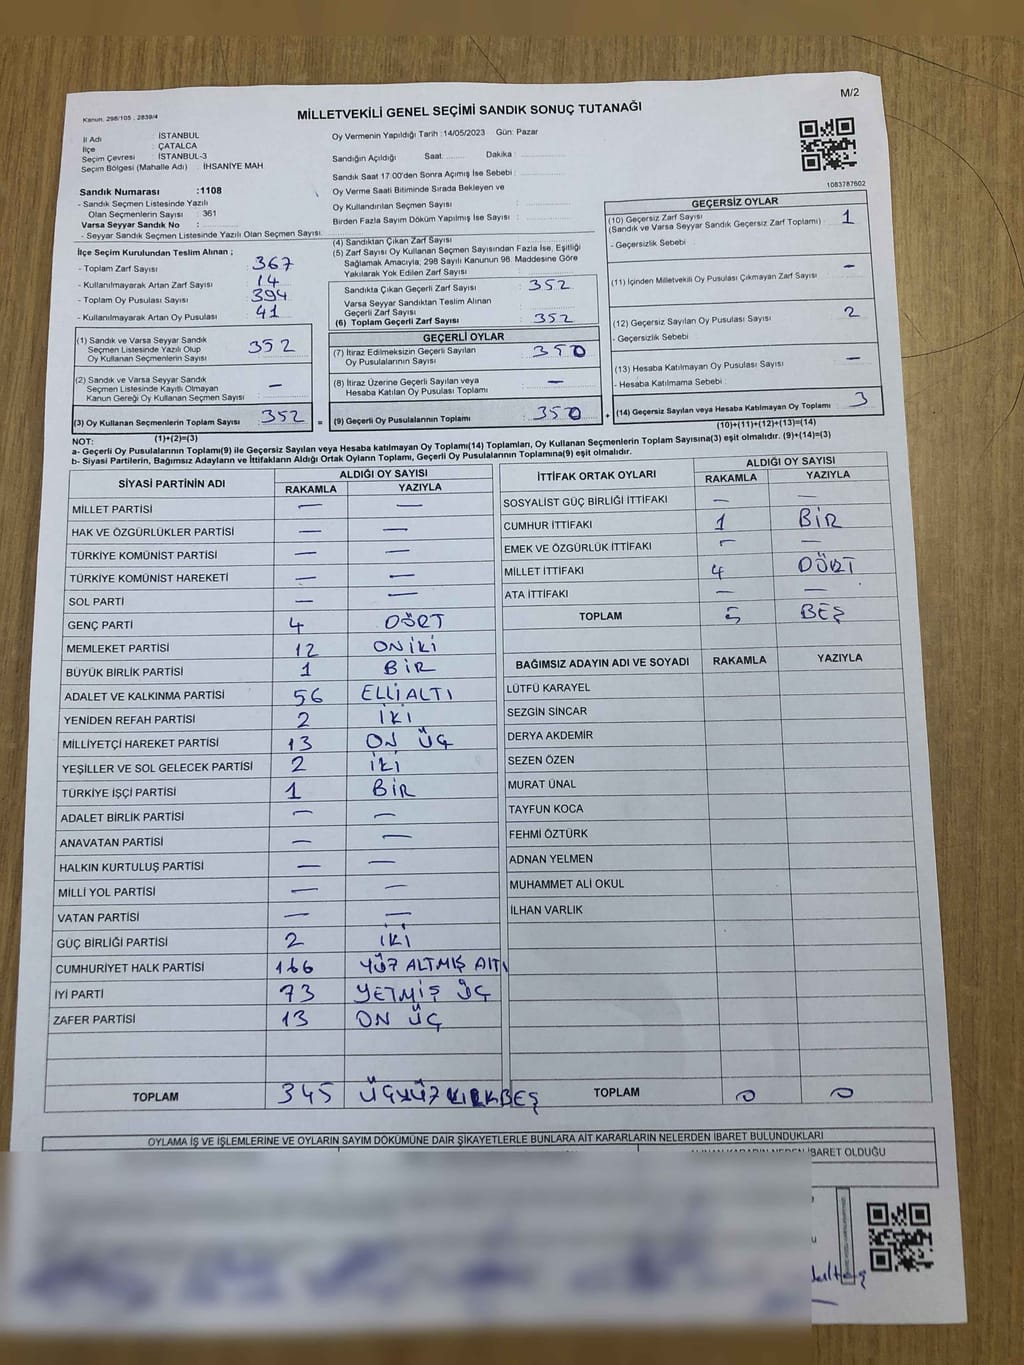 M/2
Kanun. 298/105 . 2839/4
MİLLETVEKİLİ GENEL SEÇİMİ SANDIK SONUÇ TUTANAĞI
İl Adı : İSTANBUL
İlçe : ÇATALCA
Seçim Çevresi : İSTANBUL-3
Seçim Bölgesi (Mahalle Adı) : İHSANİYE MAH
Sandık Numarası :1108
- Sandık Seçmen Listesinde Yazılı
Olan Seçmenlerin Sayısı : 361
Varsa Seyyar Sandık No :
- Seyyar Sandık Seçmen Listesinde Yazılı Olan Seçmen Sayısı:
İlçe Seçim Kurulundan Teslim Alınan ;
- Toplam Zarf Sayısı : 367
- Kullanılmayarak Artan Zarf Sayısı : 14
- Toplam Oy Pusulası Sayısı : 394
- Kullanılmayarak Artan Oy Pusulası : 41
(1) Sandık ve Varsa Seyyar Sandık
Seçmen Listesinde Yazılı Olup
Oy Kullanan Seçmenlerin Sayısı : 352
(2) Sandık ve Varsa Seyyar Sandık
Seçmen Listesinde Kayıtlı Olmayan
Kanun Gereği Oy Kullanan Seçmen Sayısı : —
(3) Oy Kullanan Seçmenlerin Toplam Sayısı : 352
(1)+(2)=(3)
Oy Vermenin Yapıldığı Tarih :14/05/2023 Gün: Pazar
Sandığın Açıldığı Saat: Dakika :
Sandık Saat 17.00'den Sonra Açımış İse Sebebi :
Oy Verme Saati Bitiminde Sırada Bekleyen ve
Oy Kullandırılan Seçmen Sayısı :
Birden Fazla Sayım Döküm Yapılmış İse Sayısı :
(4) Sandıktan Çıkan Zarf Sayısı
(5) Zarf Sayısı Oy Kullanan Seçmen Sayısından Fazla İse, Eşitliği
Sağlamak Amacıyla, 298 Sayılı Kanunun 98. Maddesine Göre
Yakılarak Yok Edilen Zarf Sayısı :
Sandıkta Çıkan Geçerli Zarf Sayısı : 352
Varsa Seyyar Sandıktan Teslim Alınan
Geçerli Zarf Sayısı :
(6) Toplam Geçerli Zarf Sayısı : 352
GEÇERLİ OYLAR
(7) İtiraz Edilmeksizin Geçerli Sayılan
Oy Pusulalarının Sayısı : 350
(8) İtiraz Üzerine Geçerli Sayılan veya
Hesaba Katılan Oy Pusulası Toplamı : —
= (9) Geçerli Oy Pusulalarının Toplamı : 350
1083787602
GEÇERSİZ OYLAR
(10) Geçersiz Zarf Sayısı
(Sandık ve Varsa Seyyar Sandık Geçersiz Zarf Toplamı) : 1
- Geçersizlik Sebebi
(11) İçinden Milletvekili Oy Pusulası Çıkmayan Zarf Sayısı : —
(12) Geçersiz Sayılan Oy Pusulası Sayısı : 2
- Geçersizlik Sebebi
(13) Hesaba Katılmayan Oy Pusulası Sayısı : —
- Hesaba Katılmama Sebebi :
+ (14) Geçersiz Sayılan veya Hesaba Katılmayan Oy Toplamı : 3
(10)+(11)+(12)+(13)=(14)
NOT:
a- Geçerli Oy Pusulalarının Toplamı(9) ile Geçersiz Sayılan veya Hesaba katılmayan Oy Toplamı(14) Toplamları, Oy Kullanan Seçmenlerin Toplam Sayısına(3) eşit olmalıdır. (9)+(14)=(3)
b- Siyasi Partilerin, Bağımsız Adayların ve İttifakların Aldığı Ortak Oyların Toplamı, Geçerli Oy Pusulalarının Toplamına(9) eşit olmalıdır.
SİYASİ PARTİNİN ADI ALDIĞI OY SAYISI
RAKAMLA YAZIYLA
MİLLET PARTİSİ — —
HAK VE ÖZGÜRLÜKLER PARTİSİ — —
TÜRKİYE KOMÜNİST PARTİSİ — —
TÜRKİYE KOMÜNİST HAREKETİ — —
SOL PARTİ — —
GENÇ PARTİ 4 DÖRT
MEMLEKET PARTİSİ 12 ONİKİ
BÜYÜK BİRLİK PARTİSİ 1 BİR
ADALET VE KALKINMA PARTİSİ 56 ELLİALTI
YENİDEN REFAH PARTİSİ 2 İKİ
MİLLİYETÇİ HAREKET PARTİSİ 13 ON ÜÇ
YEŞİLLER VE SOL GELECEK PARTİSİ 2 İKİ
TÜRKİYE İŞÇİ PARTİSİ 1 BİR
ADALET BİRLİK PARTİSİ — —
ANAVATAN PARTİSİ — —
HALKIN KURTULUŞ PARTİSİ — —
MİLLİ YOL PARTİSİ — —
VATAN PARTİSİ — —
GÜÇ BİRLİĞİ PARTİSİ 2 İKİ
CUMHURİYET HALK PARTİSİ 166 YÜZ ALTMIŞ ALTI
İYİ PARTİ 73 YETMİŞ ÜÇ
ZAFER PARTİSİ 13 ON ÜÇ
TOPLAM 345 ÜÇYÜZKIRKBEŞ
İTTİFAK ORTAK OYLARI ALDIĞI OY SAYISI
RAKAMLA YAZIYLA
SOSYALİST GÜÇ BİRLİĞİ İTTİFAKI — —
CUMHUR İTTİFAKI 1 BİR
EMEK VE ÖZGÜRLÜK İTTİFAKI — —
MİLLET İTTİFAKI 4 DÖRT
ATA İTTİFAKI — —
TOPLAM 5 BEŞ
BAĞIMSIZ ADAYIN ADI VE SOYADI RAKAMLA YAZIYLA
LÜTFÜ KARAYEL
SEZGİN SİNCAR
DERYA AKDEMİR
SEZEN ÖZEN
MURAT ÜNAL
TAYFUN KOCA
FEHMİ ÖZTÜRK
ADNAN YELMEN
MUHAMMET ALİ OKUL
İLHAN VARLIK
TOPLAM 0 0
OYLAMA İŞ VE İŞLEMLERİNE VE OYLARIN SAYIM DÖKÜMÜNE DAİR ŞİKAYETLERLE BUNLARA AİT KARARLARIN NELERDEN İBARET BULUNDUKLARI
İBARET OLDUĞU